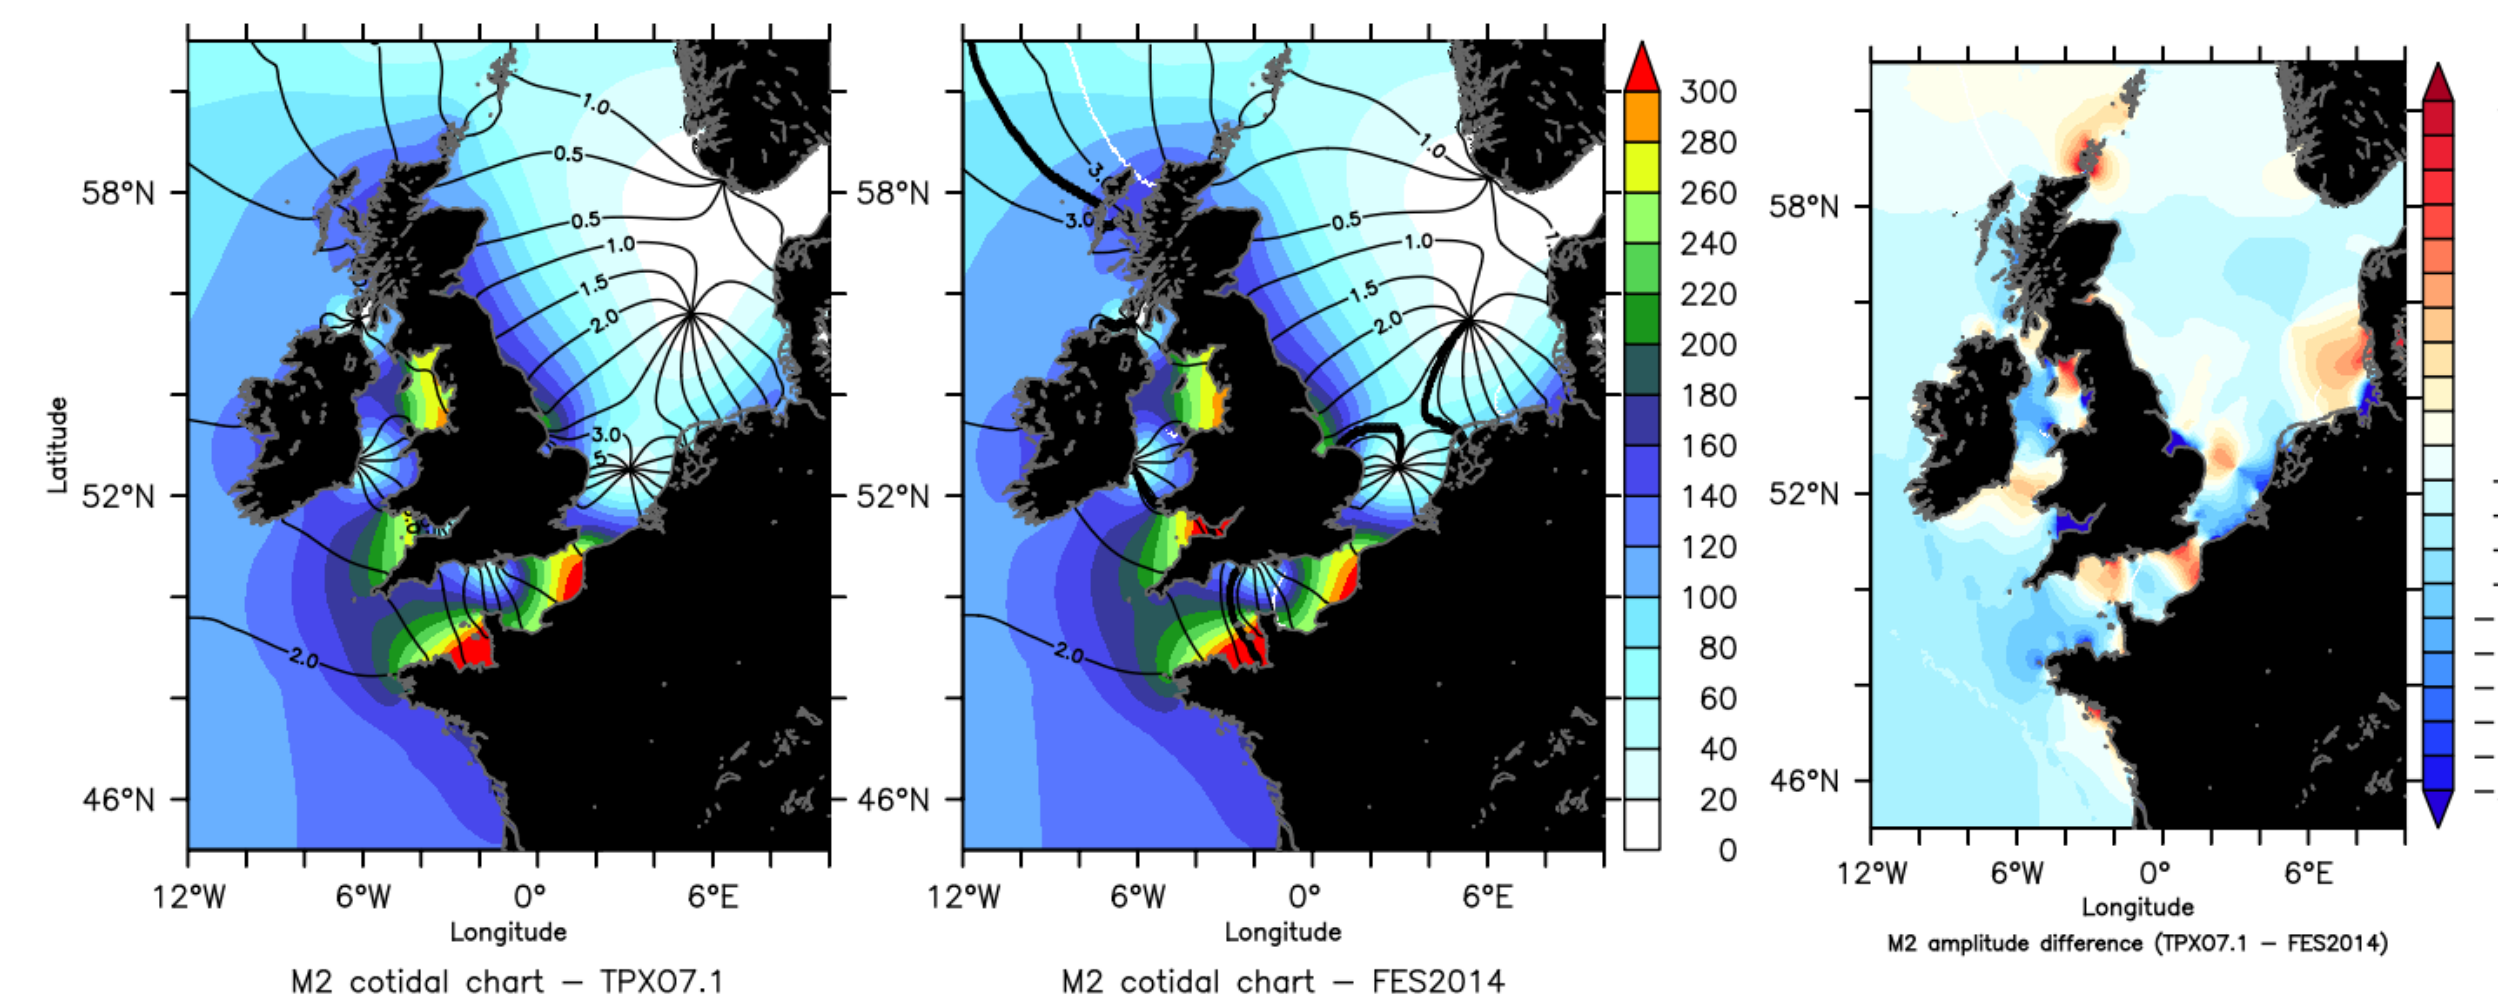 1.0
0.5
0.5
1.0
1.5
2.0
3.0
2.0
58°N
52°N
46°N
Latitude
12°W 6°W 0° 6°E
Longitude
M2 cotidal chart – TPXO7.1
1.0
3.0
0.5
1.0
1.5
2.0
2.0
58°N
52°N
46°N
12°W 6°W 0° 6°E
Longitude
M2 cotidal chart – FES2014
300
280
260
240
220
200
180
160
140
120
100
80
60
40
20
0
58°N
52°N
46°N
12°W 6°W 0° 6°E
Longitude
M2 amplitude difference (TPXO7.1 – FES2014)